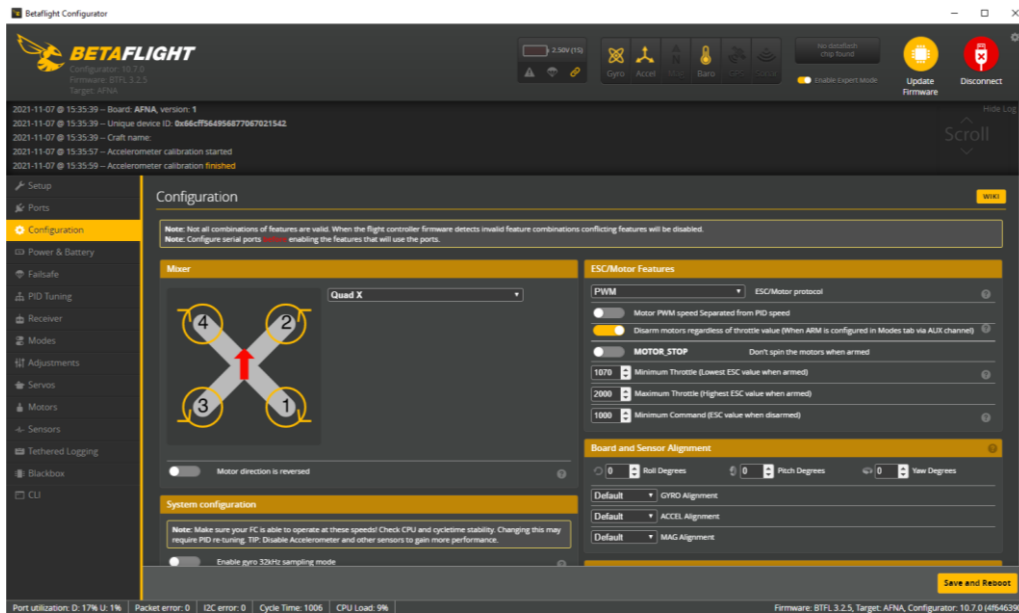 Betaflight Configurator
BETAFLIGHT
Configurator: 10.7.0
Firmware: BTFL 3.2.5
Target: AFNA
2.50V (1S)
Gyro Accel Mag Baro
No dataflash chip found
Enable Expert Mode
Update Firmware
Disconnect
2021-11-07 @ 15:35:39 -- Board: AFNA, version: 1
2021-11-07 @ 15:35:39 -- Unique device ID: 0x66cff564956877067021542
2021-11-07 @ 15:35:39 -- Craft name:
2021-11-07 @ 15:35:57 -- Accelerometer calibration started
2021-11-07 @ 15:35:59 -- Accelerometer calibration finished
Hide Log
Scroll
Setup
Ports
Configuration
Power & Battery
Failsafe
PID Tuning
Receiver
Modes
Adjustments
Servos
Motors
Sensors
Tethered Logging
Blackbox
CLI
Configuration
WIKI
Note: Not all combinations of features are valid. When the flight controller firmware detects invalid feature combinations conflicting features will be disabled.
Note: Configure serial ports before enabling the features that will use the ports.
Mixer
Quad X
4
2
3
1
Motor direction is reversed
System configuration
Note: Make sure your FC is able to operate at these speeds! Check CPU and cycletime stability. Changing this may
require PID re-tuning. TIP: Disable Accelerometer and other sensors to gain more performance.
Enable gyro 32kHz sampling mode
ESC/Motor Features
PWM ESC/Motor protocol
Motor PWM speed Separated from PID speed
Disarm motors regardless of throttle value (When ARM is configured in Modes tab via AUX channel)
MOTOR_STOP Don't spin the motors when armed
1070 Minimum Throttle (Lowest ESC value when armed)
2000 Maximum Throttle (Highest ESC value when armed)
1000 Minimum Command (ESC value when disarmed)
Board and Sensor Alignment
0 Roll Degrees 0 Pitch Degrees 0 Yaw Degrees
Default GYRO Alignment
Default ACCEL Alignment
Default MAG Alignment
Save and Reboot
Port utilization: D: 17% U: 1% Packet error: 0 I2C error: 0 Cycle Time: 1006 CPU Load: 9% Firmware: BTFL 3.2.5, Target: AFNA, Configurator: 10.7.0 (4f64639)